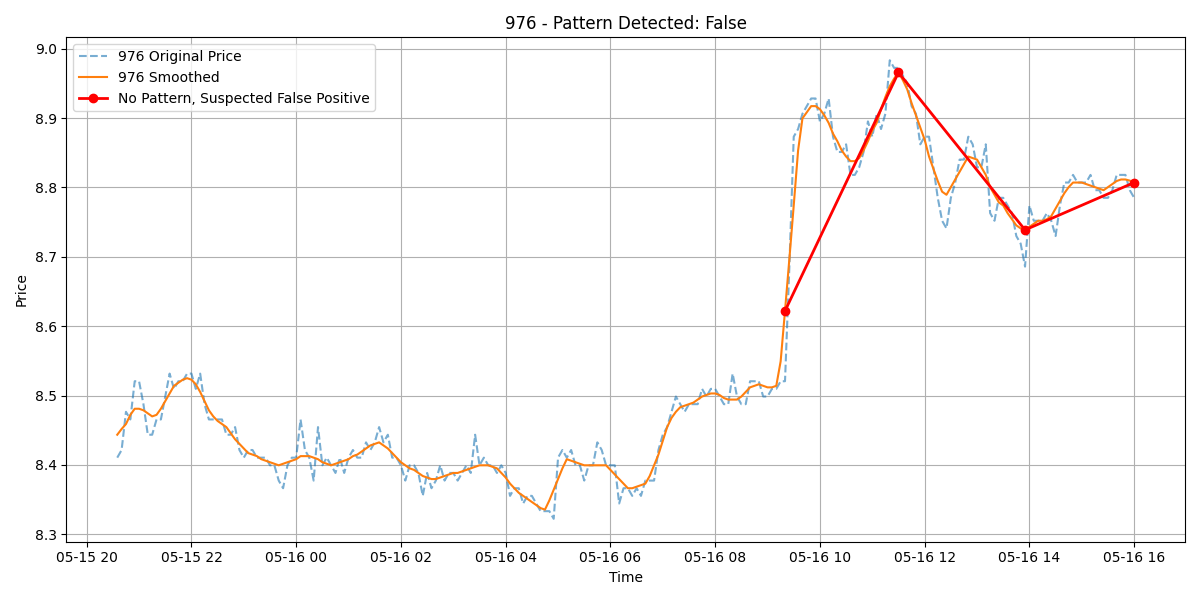 976 - Pattern Detected: False
976 Original Price
976 Smoothed
No Pattern, Suspected False Positive
Price
9.0
8.9
8.8
8.7
8.6
8.5
8.4
8.3
05-15 20 05-15 22 05-16 00 05-16 02 05-16 04 05-16 06 05-16 08 05-16 10 05-16 12 05-16 14 05-16 16
Time